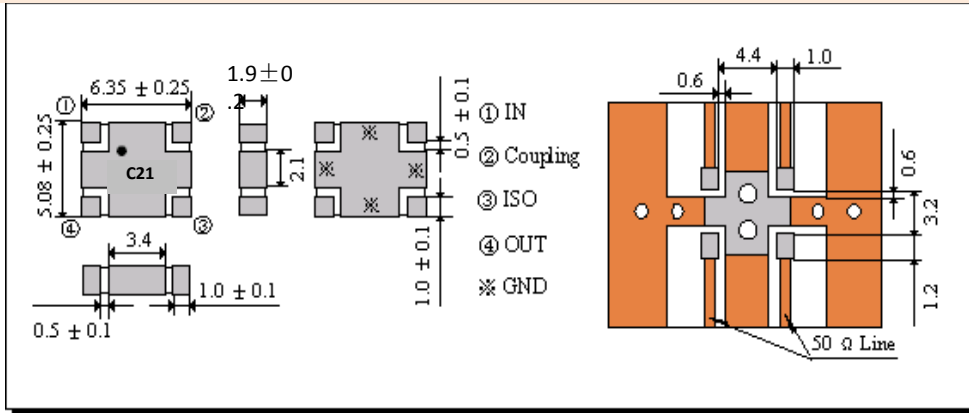 6.35 ± 0.25
①
②
5.08 ± 0.25
C21
④
③
3.4
0.5 ± 0.1
1.0 ± 0.1
1.9±0
.2
2.1
※
※
※
※
0.5 ± 0.1
1.0 ± 0.1
① IN
② Coupling
③ ISO
④ OUT
※ GND
4.4
1.0
0.6
0.6
3.2
1.2
50 Ω Line